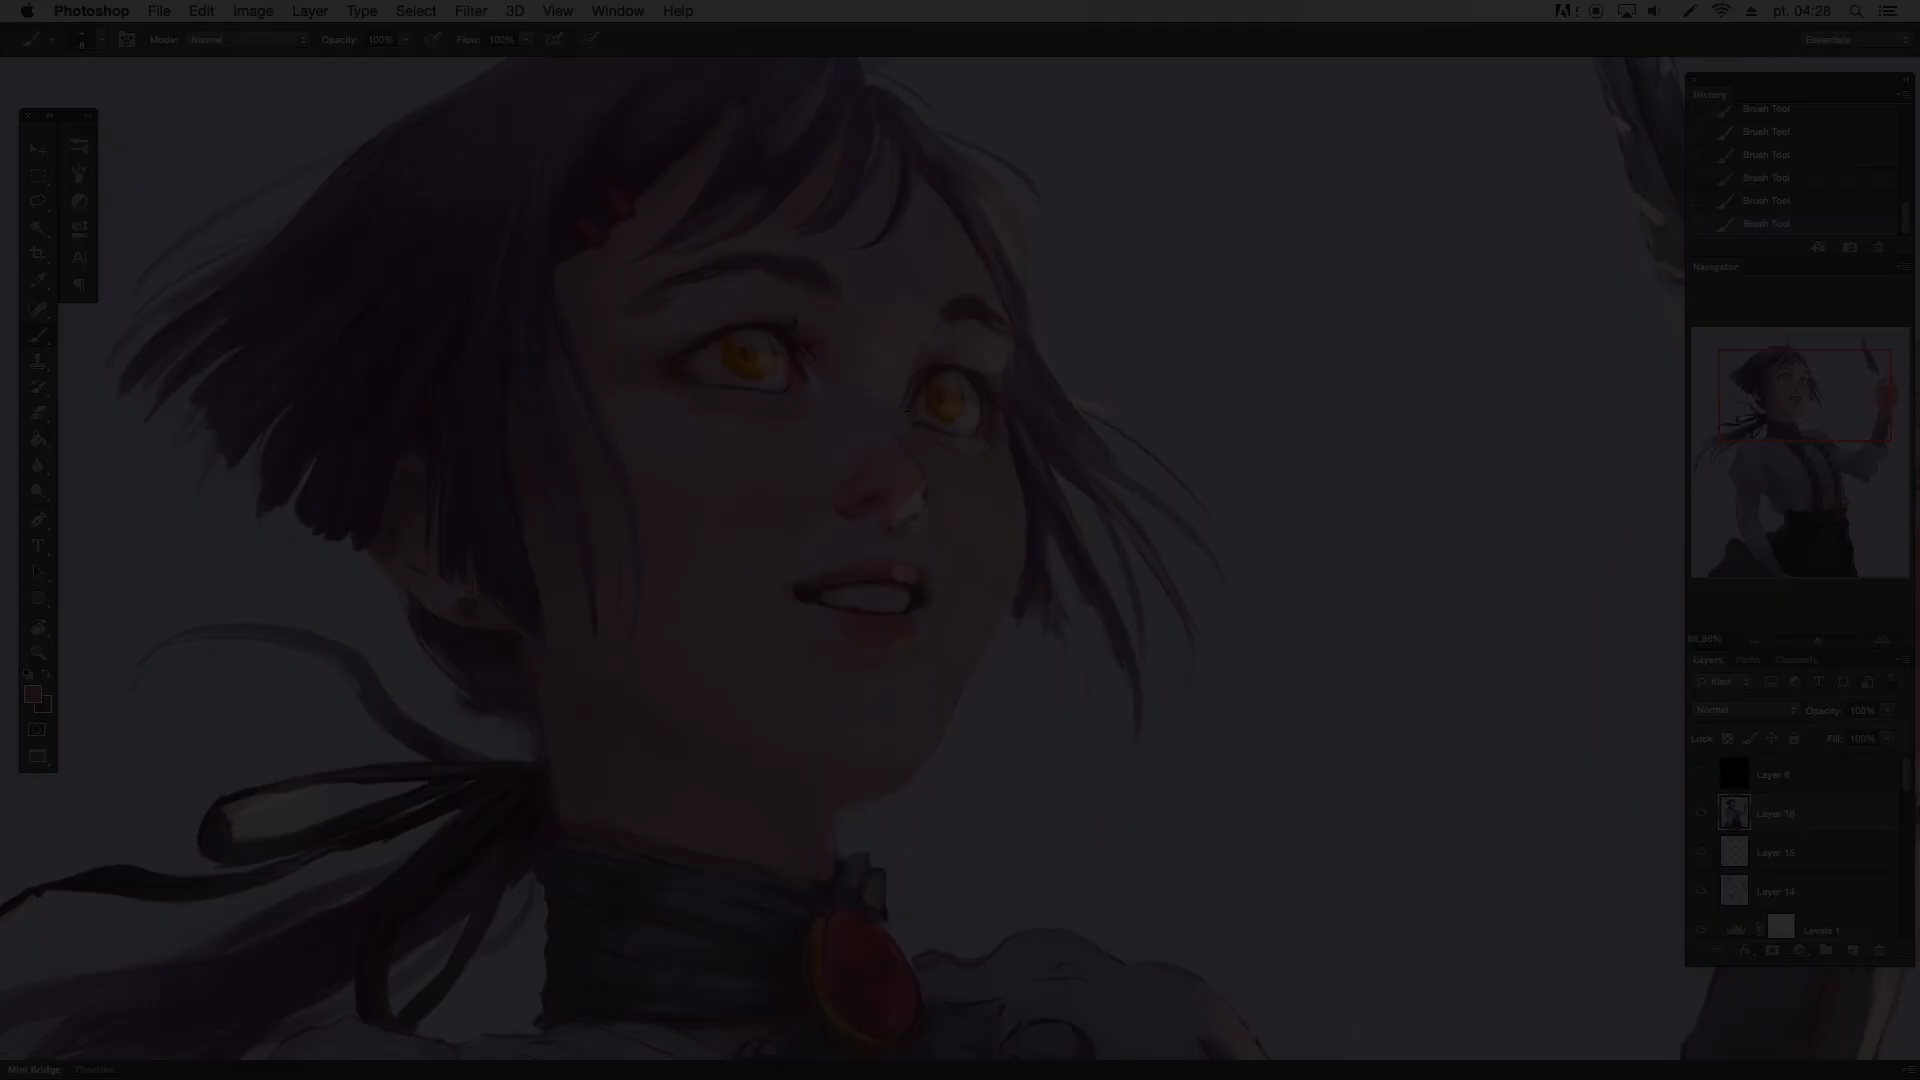 Photoshop File Edit Image Layer Type Select Filter 3D View Window Help pt. 04:28
8 Mode: Normal Opacity: 100% Flow: 100% Essentials
History
Brush Tool
Brush Tool
Brush Tool
Brush Tool
Brush Tool
Brush Tool
Navigator
Layers Paths Channels
Kind
Normal Opacity: 100%
Lock: Fill: 100%
Layer 6
Layer 16
Layer 15
Layer 14
Levels 1
Mini Bridge Timeline